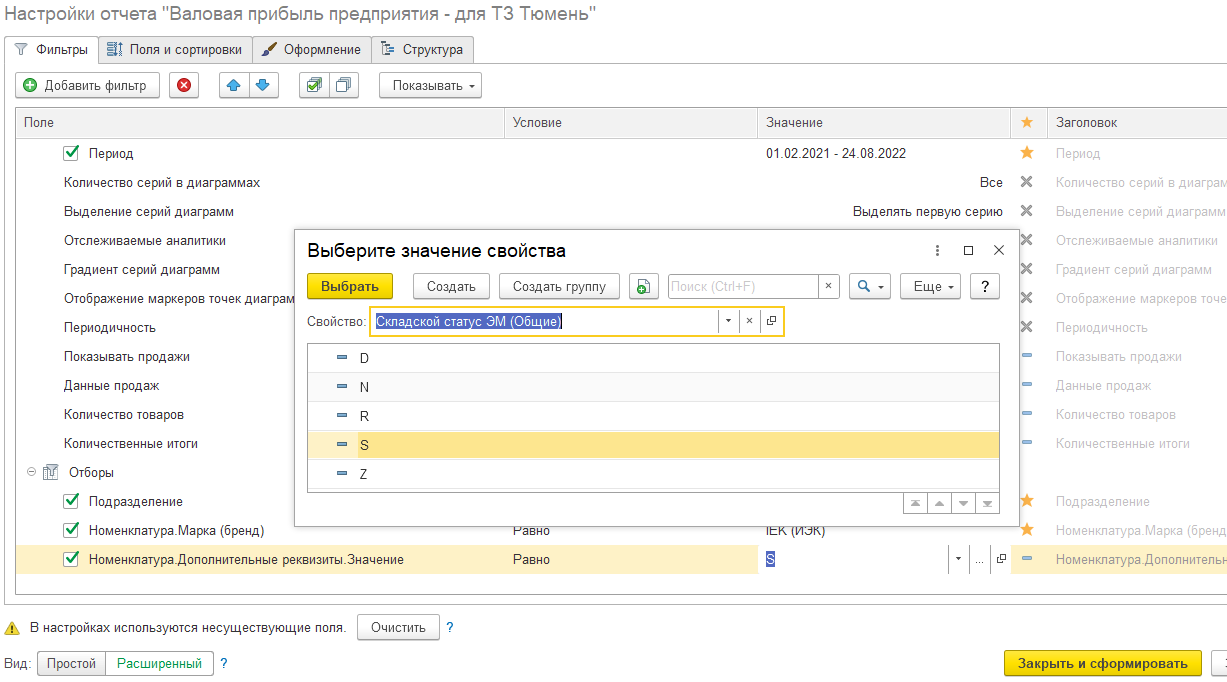 Настройки отчета "Валовая прибыль предприятия - для ТЗ Тюмень"
Фильтры Поля и сортировки Оформление Структура
Добавить фильтр Показывать
Поле Условие Значение Заголовок
Период 01.02.2021 - 24.08.2022 Период
Количество серий в диаграммах Все Количество серий в диаграм
Выделение серий диаграмм Выделять первую серию Выделение серий диаграмм
Отслеживаемые аналитики Отслеживаемые аналитики
Градиент серий диаграмм Градиент серий диаграмм
Отображение маркеров точек диаграм Отображение маркеров точе
Периодичность Периодичность
Показывать продажи Показывать продажи
Данные продаж Данные продаж
Количество товаров Количество товаров
Количественные итоги Количественные итоги
Отборы
Подразделение Подразделение
Номенклатура.Марка (бренд) Равно IEK (ИЭК) Номенклатура.Марка (бренд
Номенклатура.Дополнительные реквизиты.Значение Равно S ... Номенклатура.Дополнительн
Выберите значение свойства
Выбрать Создать Создать группу Поиск (Ctrl+F) × Еще ?
Свойство: Складской статус ЭМ (Общие) ×
D
N
R
S
Z
В настройках используются несуществующие поля. Очистить ?
Вид: Простой Расширенный ? Закрыть и сформировать